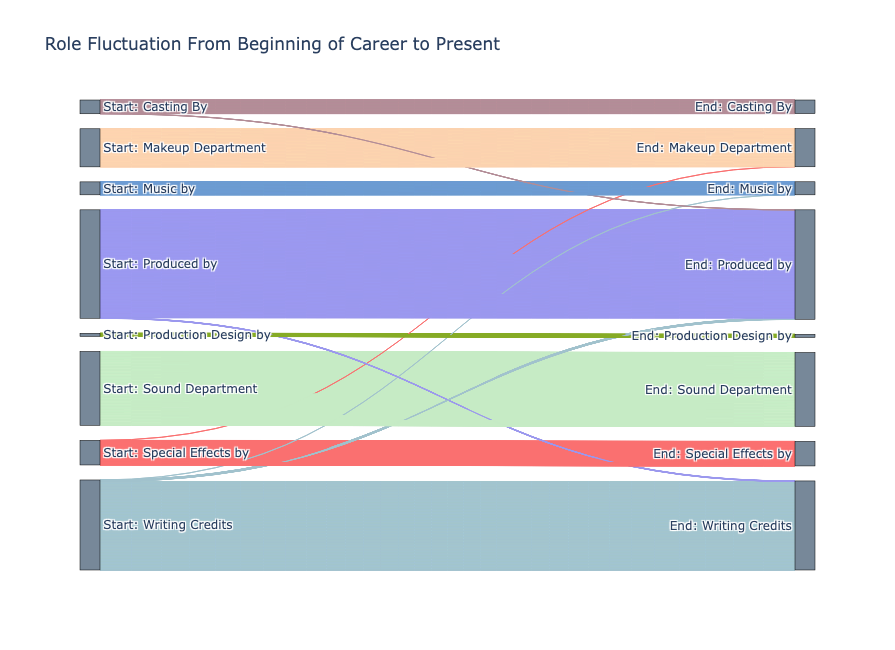 Role Fluctuation From Beginning of Career to Present
Start: Casting By
End: Casting By
Start: Makeup Department
End: Makeup Department
Start: Music by
End: Music by
Start: Produced by
End: Produced by
Start: Production Design by
End: Production Design by
Start: Sound Department
End: Sound Department
Start: Special Effects by
End: Special Effects by
Start: Writing Credits
End: Writing Credits